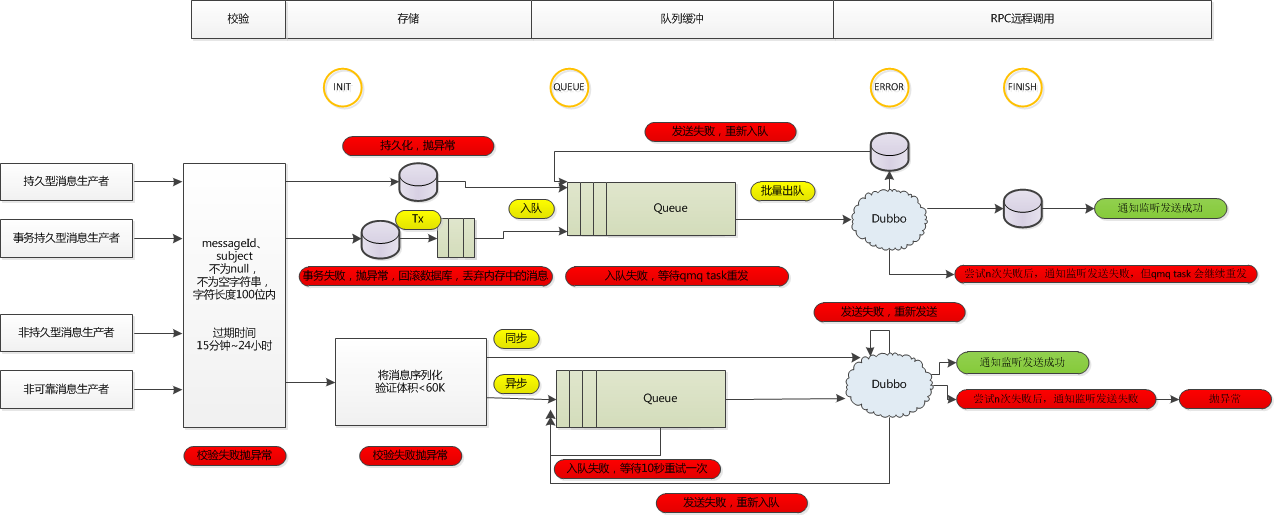 校验
存储
队列缓冲
RPC远程调用
INIT
QUEUE
ERROR
FINISH
发送失败，重新入队
持久化，抛异常
持久型消息生产者
批量出队
入队
Queue
Tx
Dubbo
通知监听发送成功
事务持久型消息生产者
messageId、
subject
不为null，
不为空字符串，
字符长度100位内
过期时间
15分钟~24小时
事务失败，抛异常，回滚数据库，丢弃内存中的消息
入队失败，等待qmq task重发
尝试n次失败后，通知监听发送失败，但qmq task 会继续重发
发送失败，重新发送
非持久型消息生产者
同步
通知监听发送成功
将消息序列化
验证体积<60K
异步
Dubbo
非可靠消息生产者
Queue
尝试n次失败后，通知监听发送失败
抛异常
校验失败抛异常
校验失败抛异常
入队失败，等待10秒重试一次
发送失败，重新入队